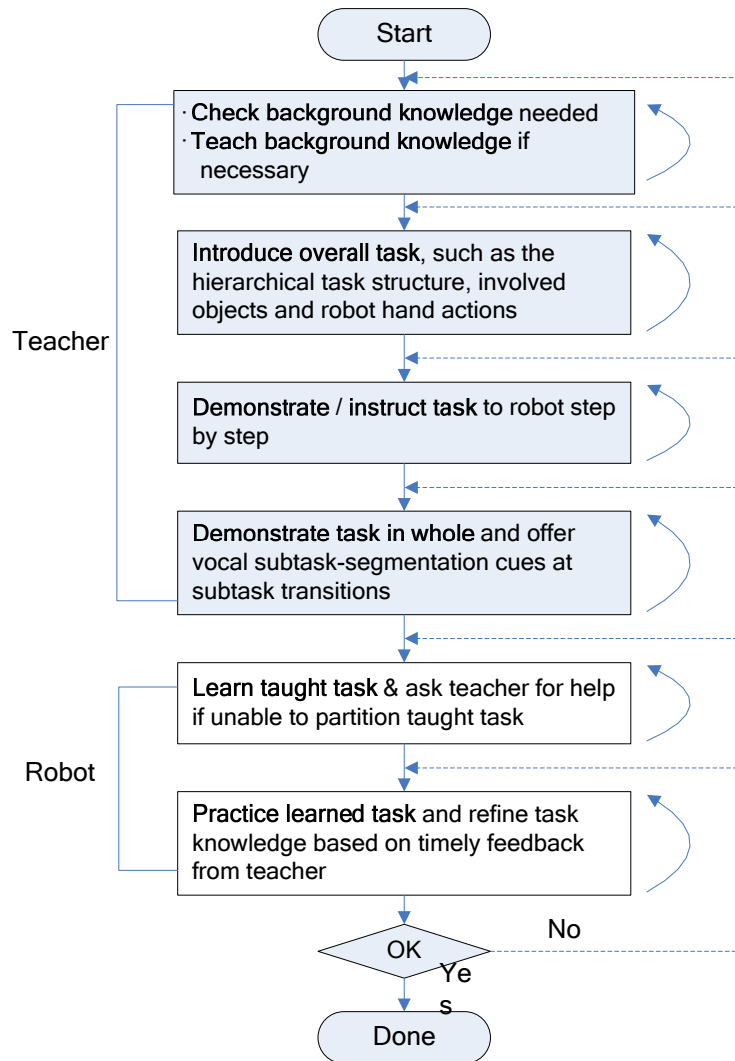 Start
· Check background knowledge needed
· Teach background knowledge if
necessary
Introduce overall task, such as the
hierarchical task structure, involved
objects and robot hand actions
Teacher
Demonstrate / instruct task to robot step
by step
Demonstrate task in whole and offer
vocal subtask-segmentation cues at
subtask transitions
Learn taught task & ask teacher for help
if unable to partition taught task
Robot
Practice learned task and refine task
knowledge based on timely feedback
from teacher
No
OK
Ye
s
Done